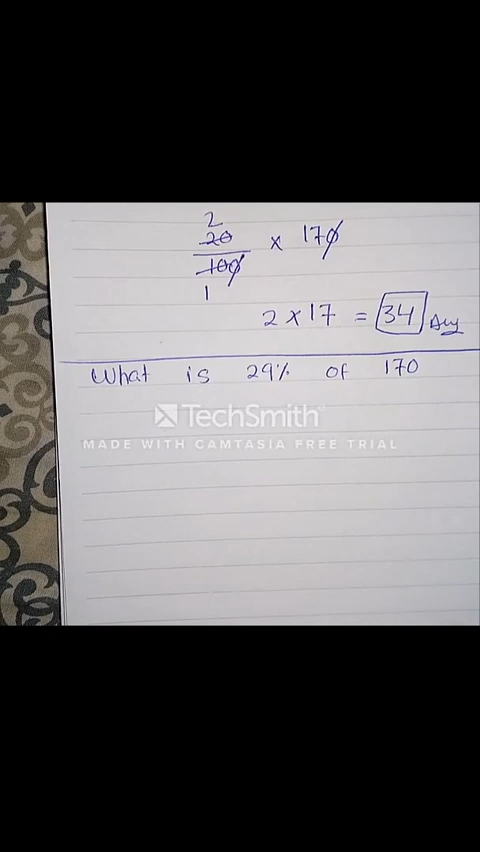 2
20 × 170
100
1
2 × 17 = 34 Ans
What is 29% of 170
TechSmith
MADE WITH CAMTASIA FREE TRIAL